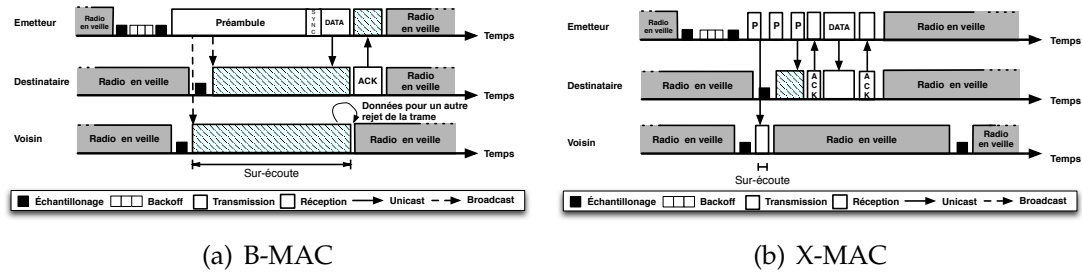 Emetteur
Radio
en veille
Préambule
SYNC
DATA
Radio
en veille
Temps
Destinataire
Radio en veille
ACK
Radio
en veille
Temps
Données pour un autre
rejet de la trame
Voisin
Radio en veille
Radio en veille
Temps
Sur-écoute
Échantillonage Backoff Transmission Réception Unicast Broadcast
(a) B-MAC
Emetteur
Radio
en veille
P P P ACK DATA ACK
Radio en veille
Temps
Destinataire
Radio en veille
ACK
ACK
Radio en veille
Temps
Voisin
Radio en veille
Radio en veille
Radio
en veille
Temps
Sur-écoute
Échantillonage Backoff Transmission Réception Unicast Broadcast
(b) X-MAC